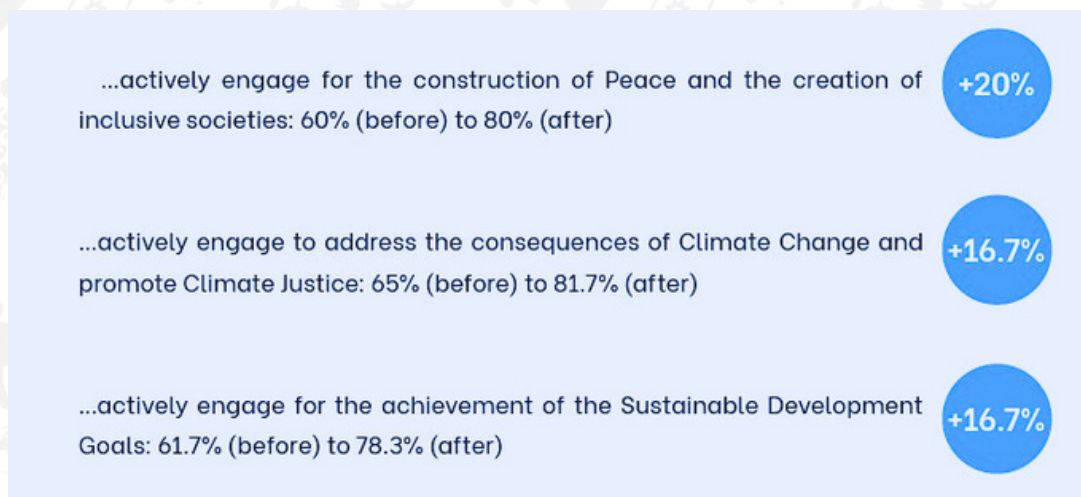 ...actively engage for the construction of Peace and the creation of
inclusive societies: 60% (before) to 80% (after)
+20%
...actively engage to address the consequences of Climate Change and
promote Climate Justice: 65% (before) to 81.7% (after)
+16.7%
...actively engage for the achievement of the Sustainable Development
Goals: 61.7% (before) to 78.3% (after)
+16.7%